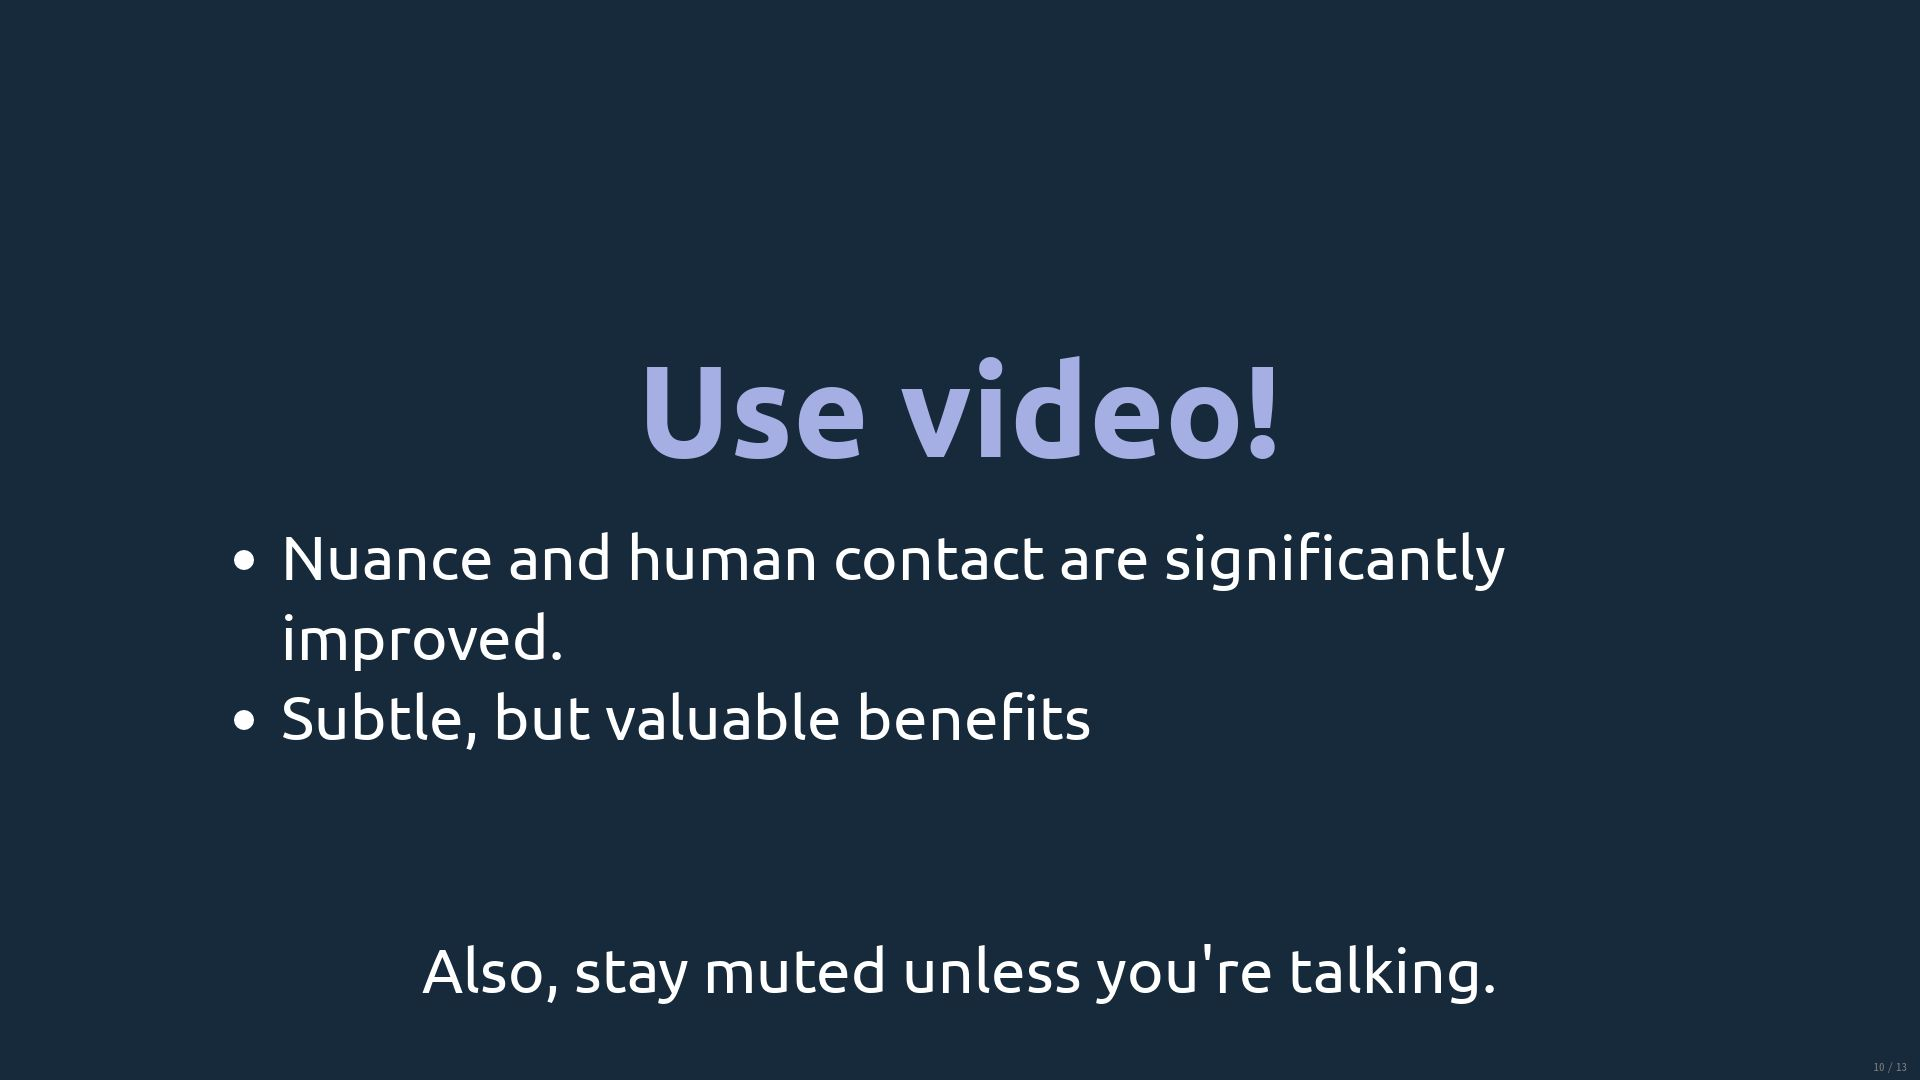 Use video!
• Nuance and human contact are significantly
improved.
• Subtle, but valuable benefits
Also, stay muted unless you're talking.
10 / 13